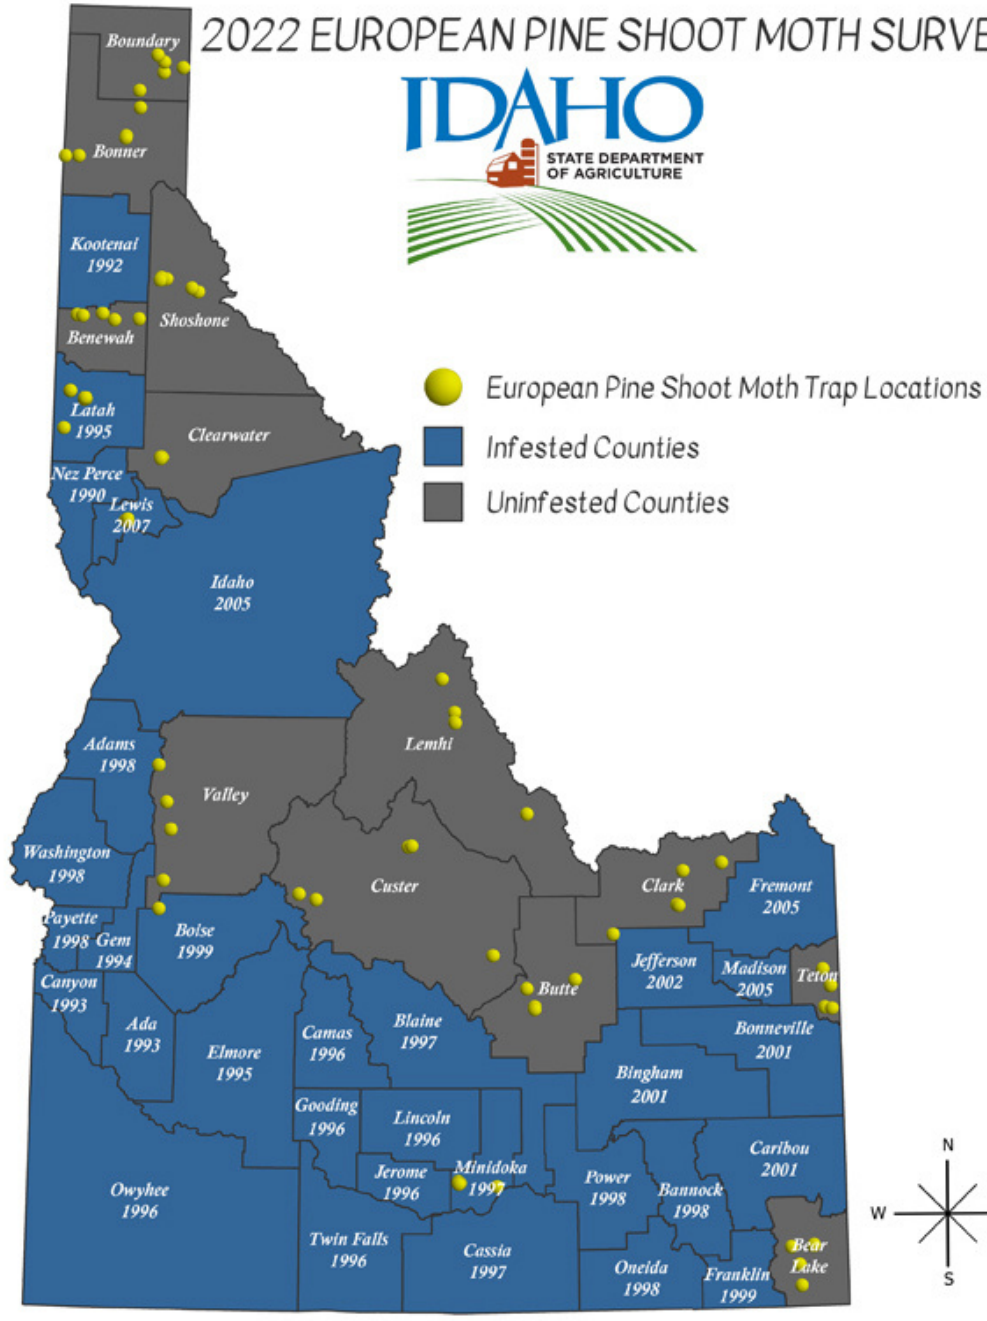 2022 EUROPEAN PINE SHOOT MOTH SURVE
IDAHO
STATE DEPARTMENT
OF AGRICULTURE
European Pine Shoot Moth Trap Locations
Infested Counties
Uninfested Counties
Boundary
Bonner
Kootenai
1992
Shoshone
Benewah
Latah
1995
Clearwater
Nez Perce
1990
Lewis
2007
Idaho
2005
Lemhi
Adams
1998
Valley
Washington
1998
Custer
Clark
Fremont
2005
Payette
1998
Gem
1994
Boise
1999
Jefferson
2002
Madison
2005
Teton
Canyon
1993
Butte
Ada
1993
Elmore
1995
Camas
1996
Blaine
1997
Bonneville
2001
Bingham
2001
Gooding
1996
Lincoln
1996
Caribou
2001
Jerome
1996
Minidoka
1997
Power
1998
Bannock
1998
Owyhee
1996
Twin Falls
1996
Cassia
1997
Oneida
1998
Franklin
1999
Bear
Lake
N
W
S